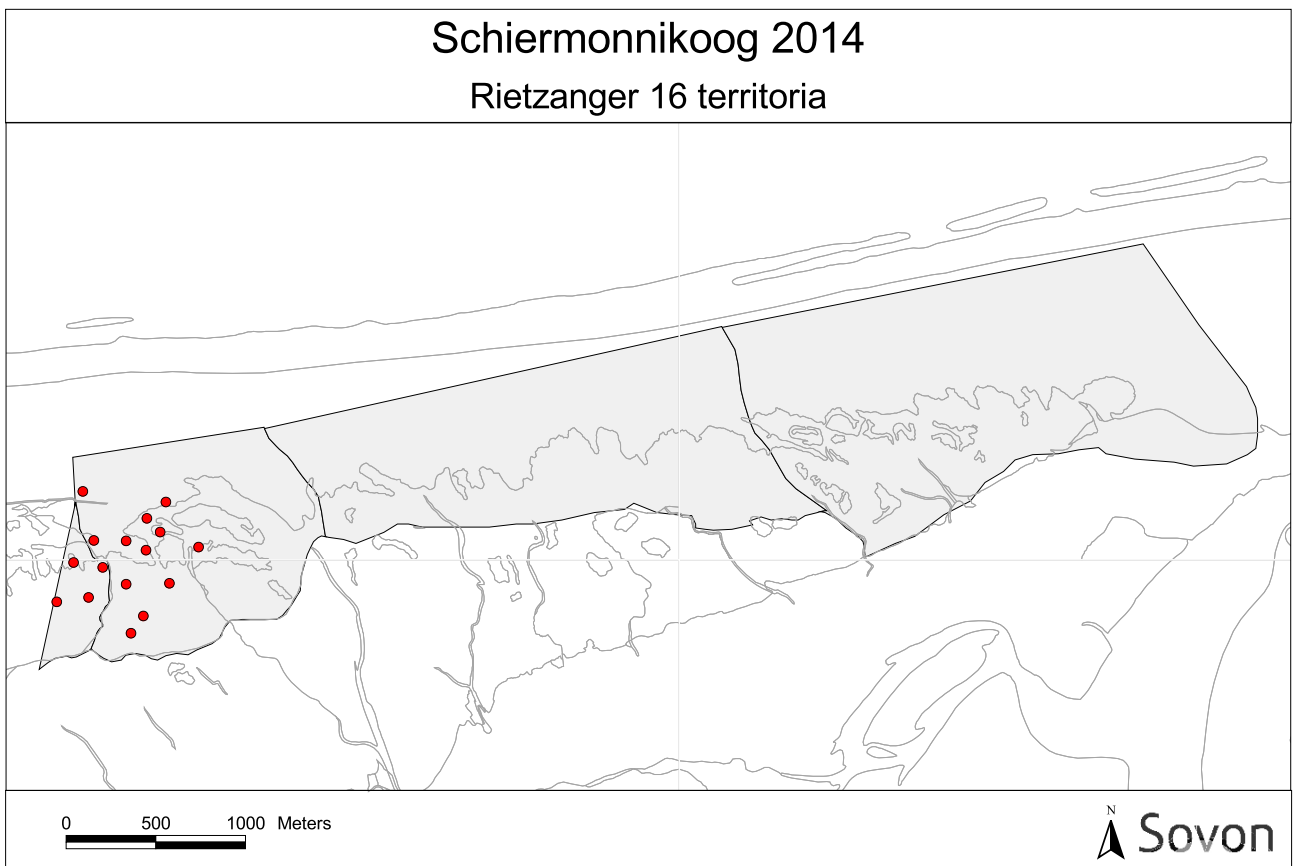 Schiermonnikoog 2014
Rietzanger 16 territoria
0 500 1000 Meters
N
Sovon